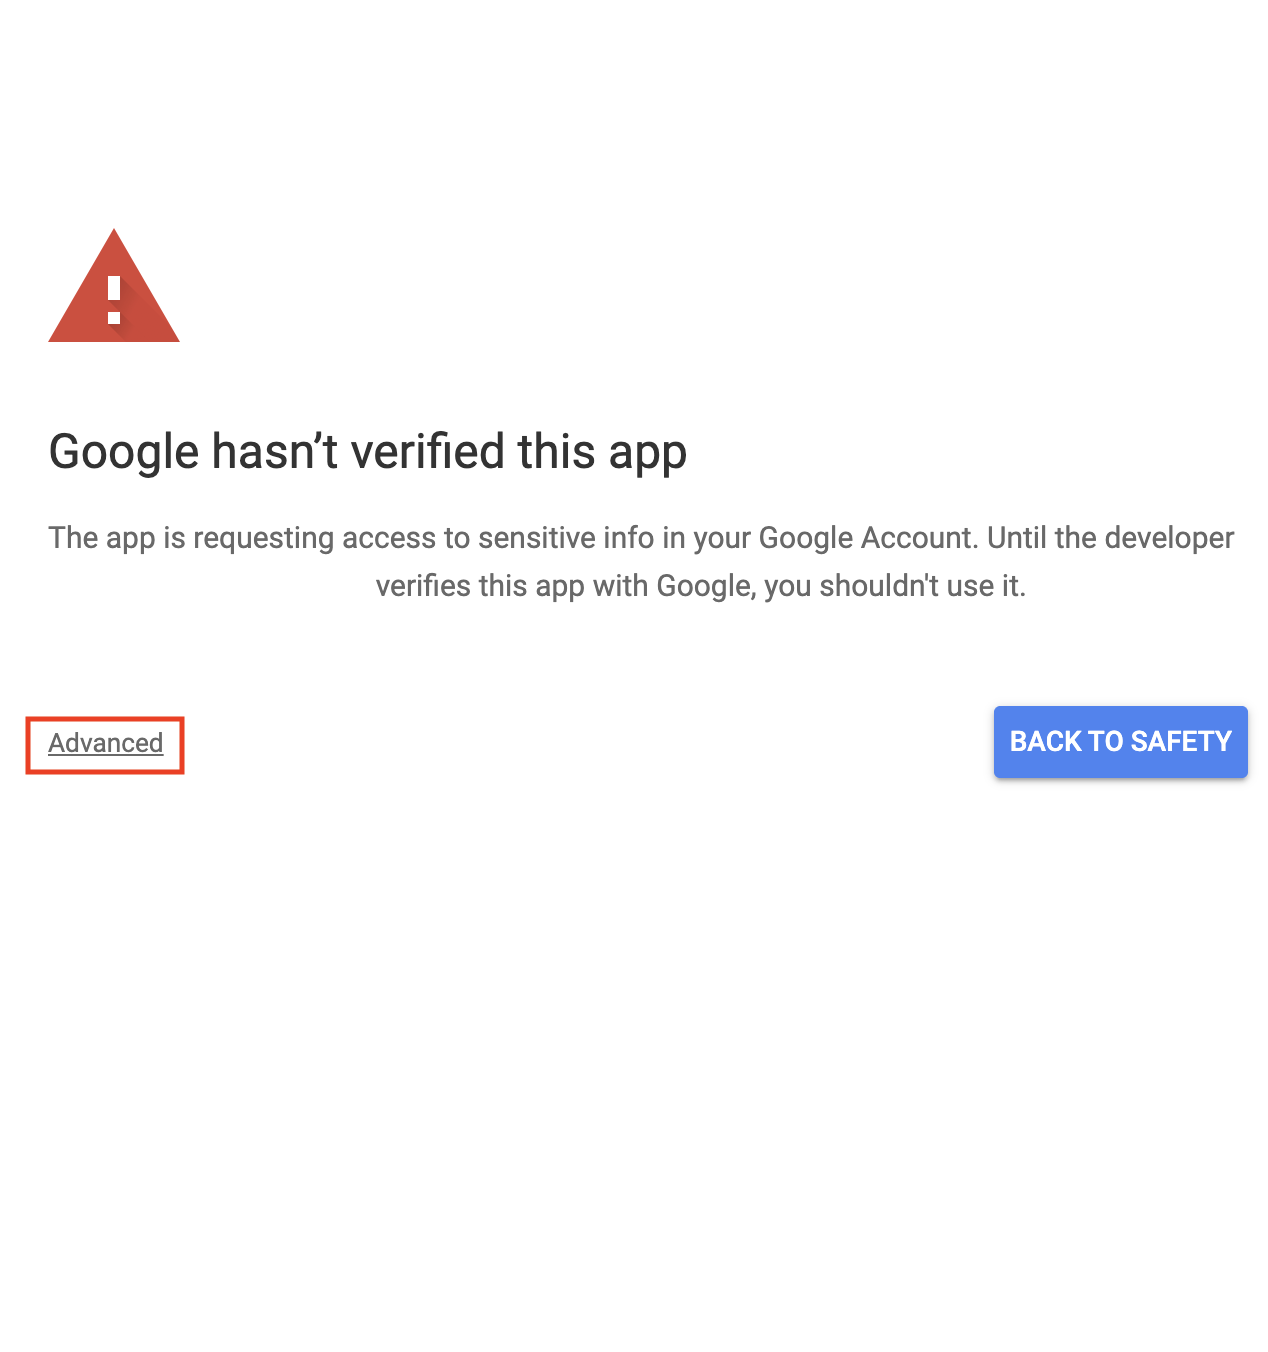 Google hasn’t verified this app
The app is requesting access to sensitive info in your Google Account. Until the developer
verifies this app with Google, you shouldn't use it.
Advanced
BACK TO SAFETY